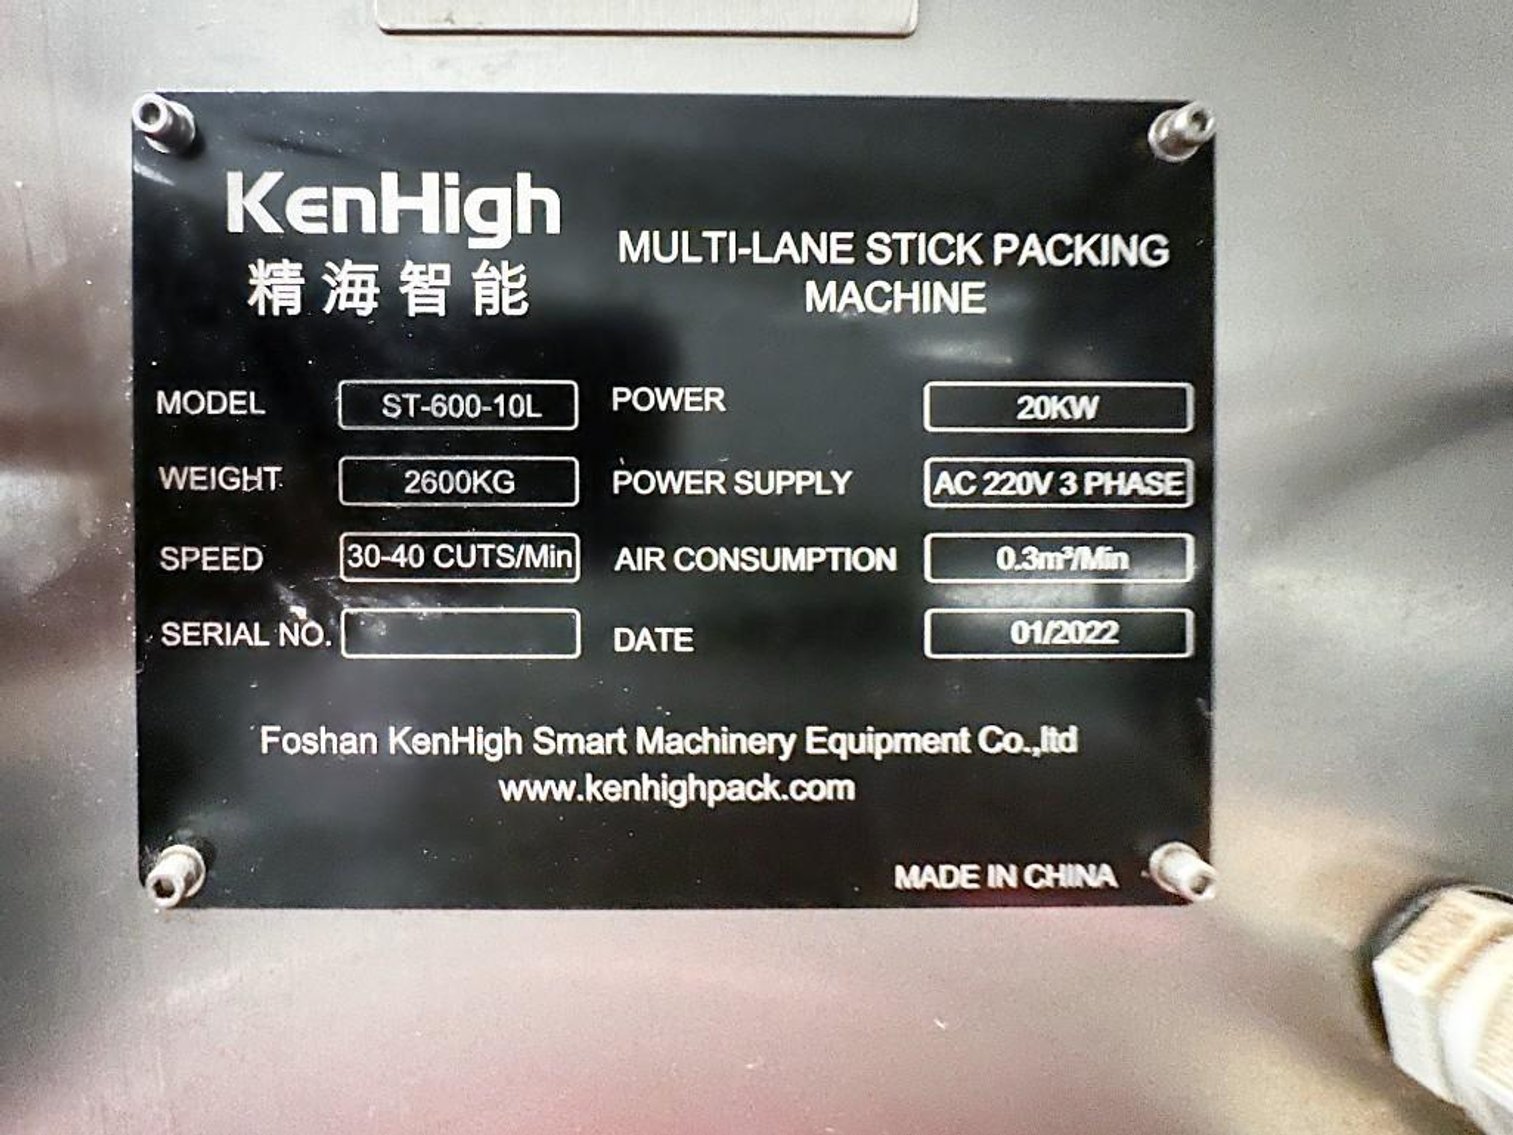 KenHigh
精海智能
MULTI-LANE STICK PACKING
MACHINE
MODEL ST-600-10L POWER 20KW
WEIGHT 2600KG POWER SUPPLY AC 220V 3 PHASE
SPEED 30-40 CUTS/Min AIR CONSUMPTION 0.3m³/Min
SERIAL NO. DATE 01/2022
Foshan KenHigh Smart Machinery Equipment Co.,ltd
www.kenhighpack.com
MADE IN CHINA